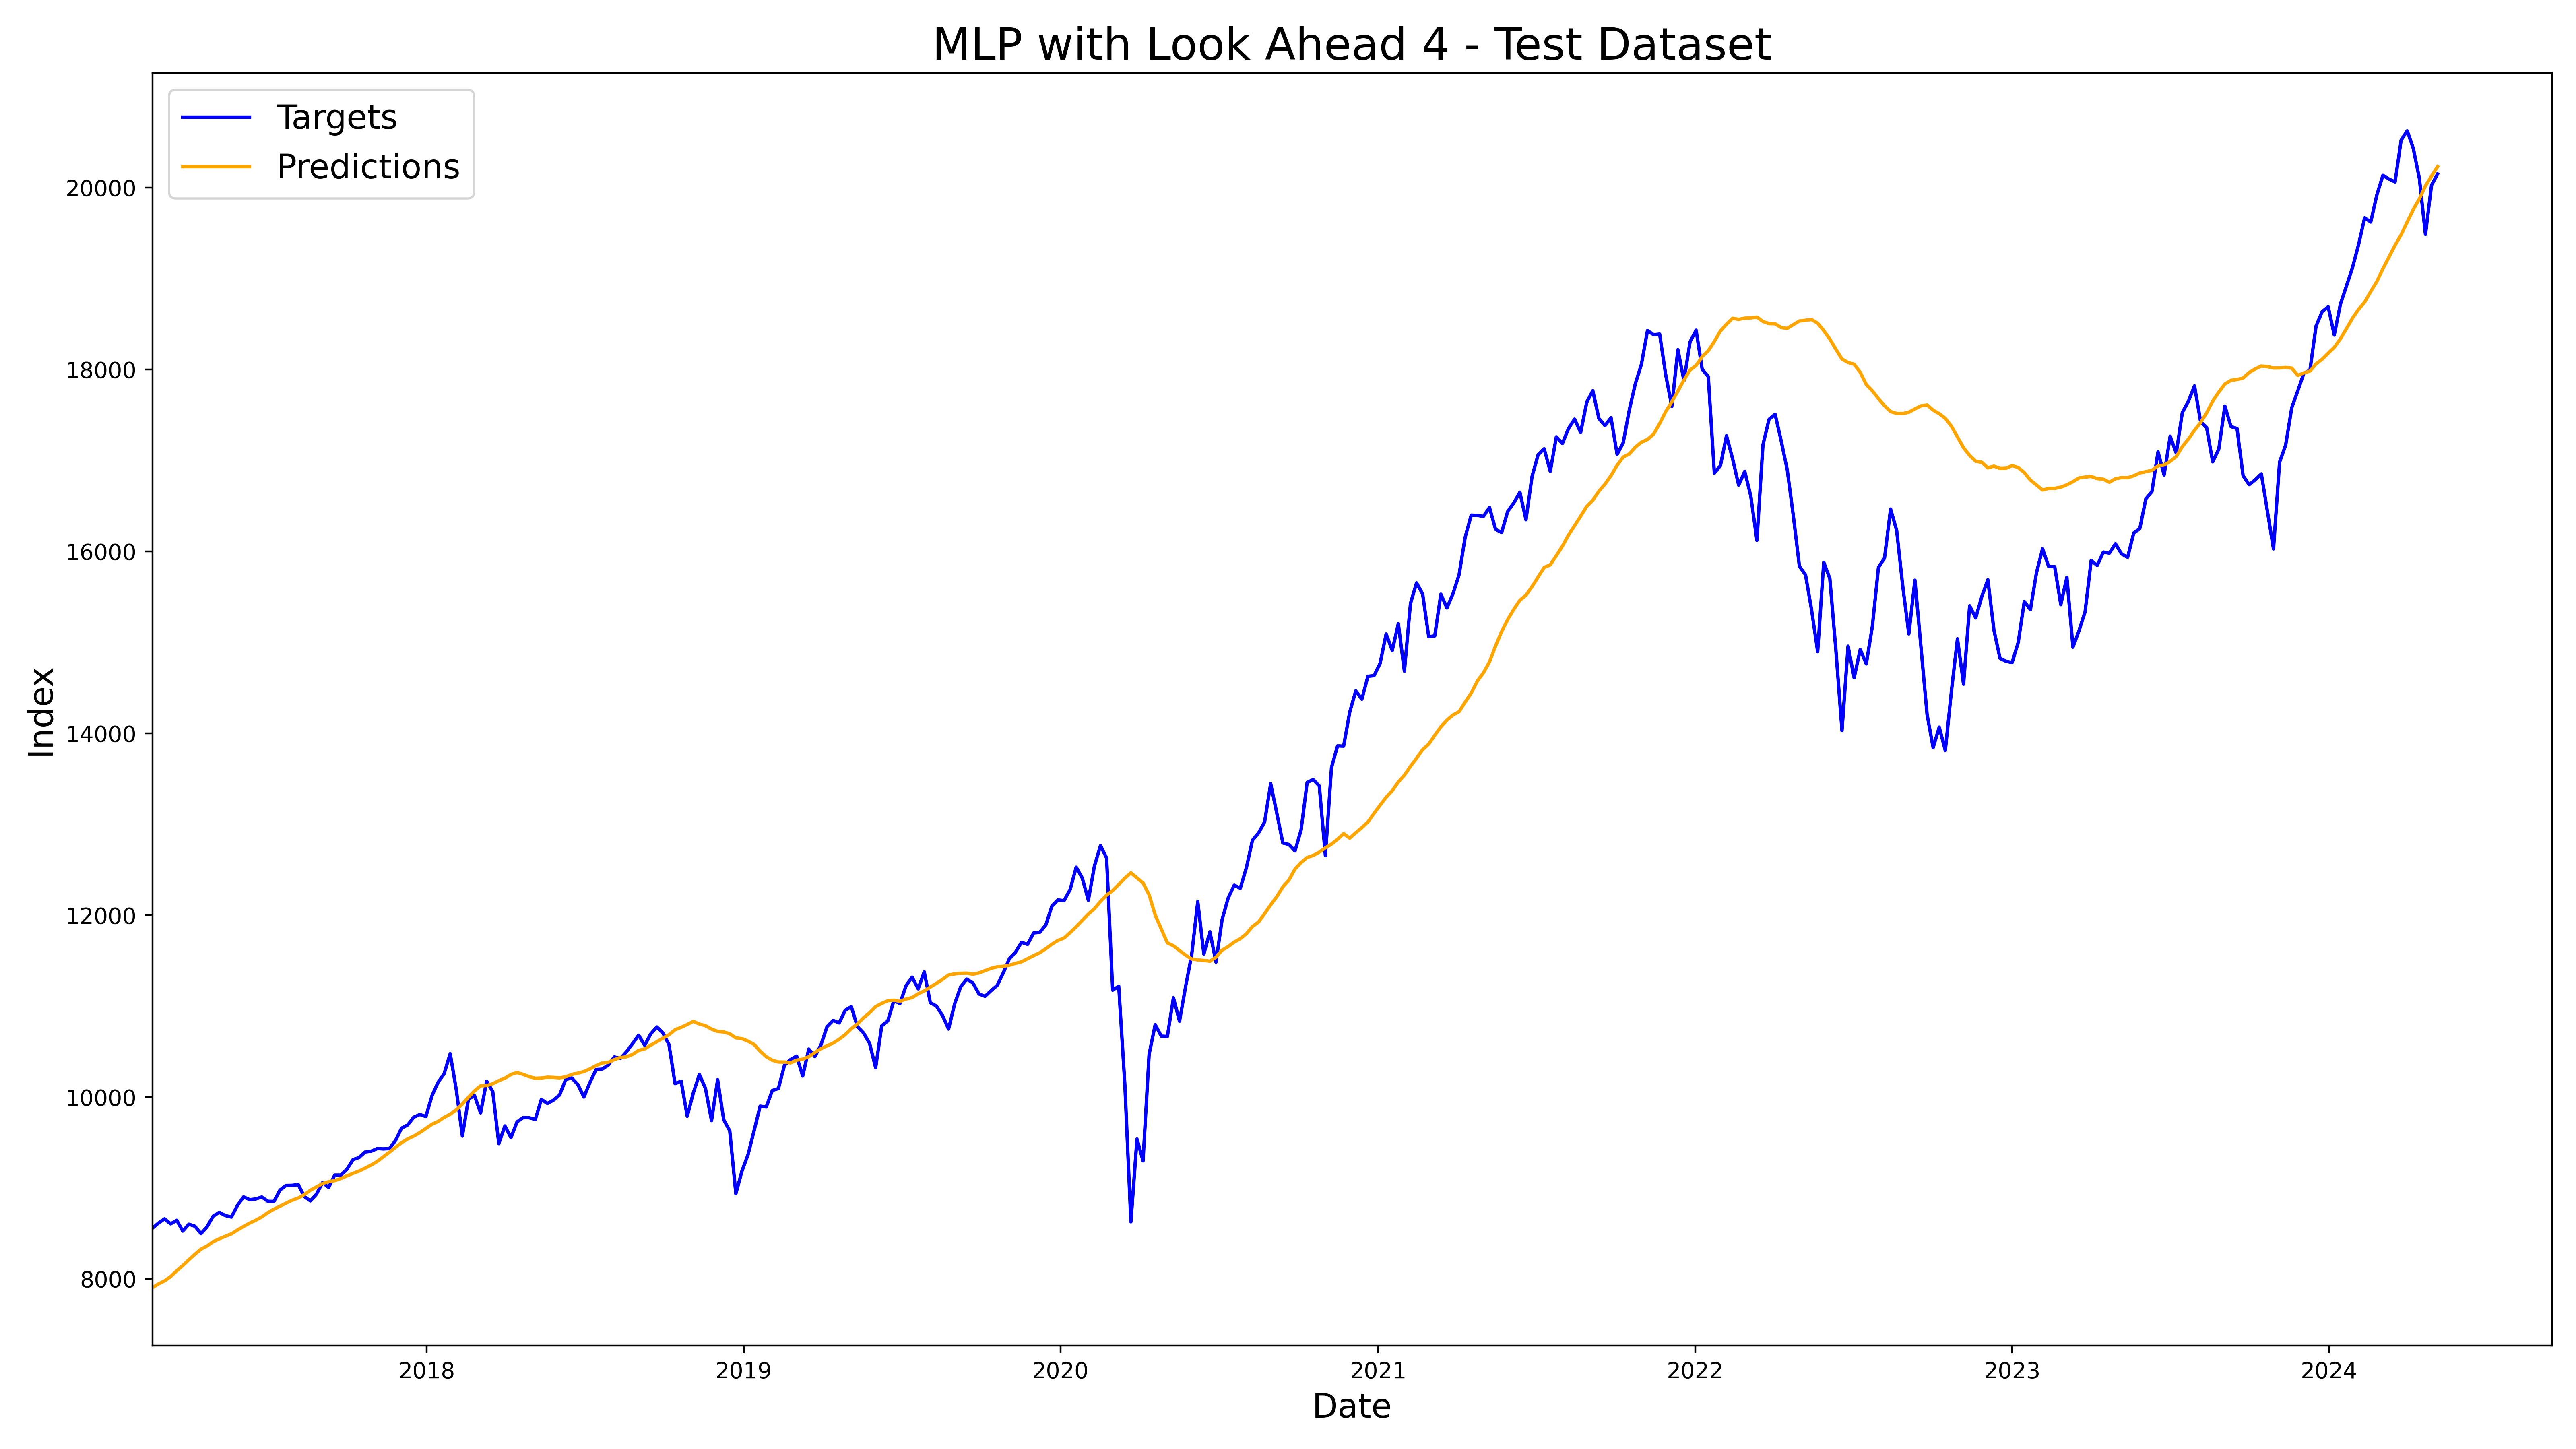 MLP with Look Ahead 4 - Test Dataset
Targets
Predictions
20000
18000
16000
14000
12000
10000
8000
Index
2018 2019 2020 2021 2022 2023 2024
Date